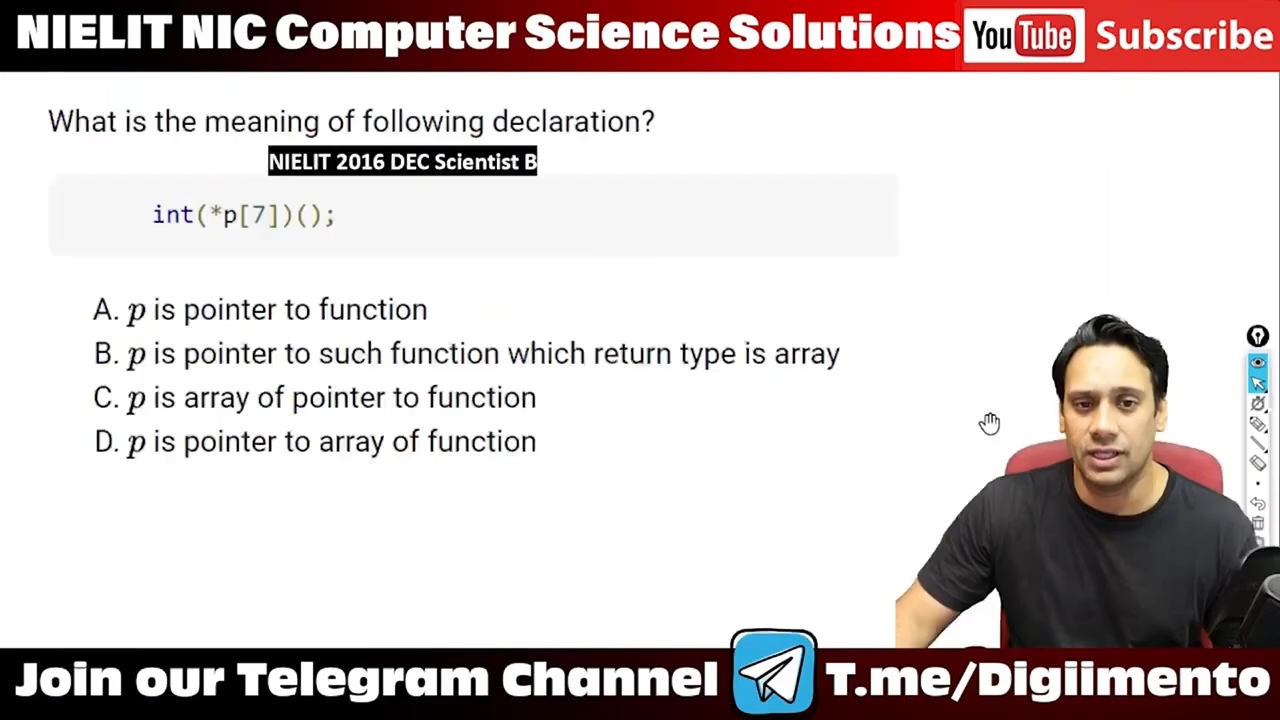 NIELIT NIC Computer Science Solutions YouTube Subscribe
What is the meaning of following declaration?
NIELIT 2016 DEC Scientist B
int(*p[7])();
A. p is pointer to function
B. p is pointer to such function which return type is array
C. p is array of pointer to function
D. p is pointer to array of function
Join our Telegram Channel T.me/Digiimento